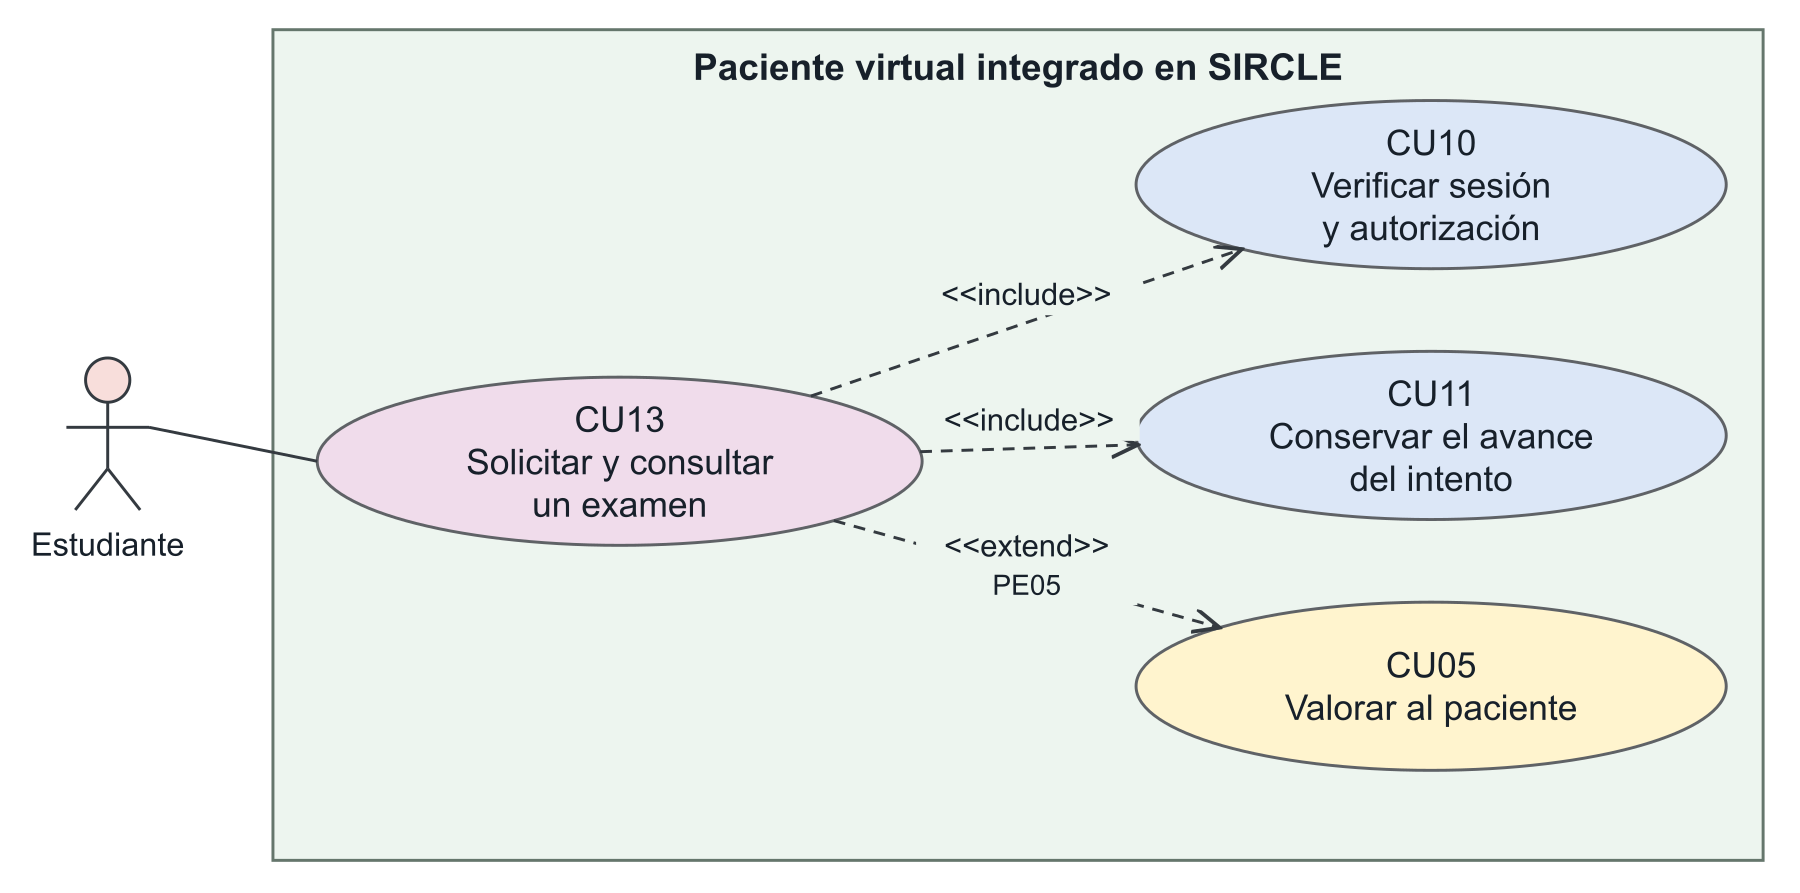 Paciente virtual integrado en SIRCLE
CU10
Verificar sesión
y autorización
<<include>>
CU11
Conservar el avance
del intento
<<include>>
CU13
Solicitar y consultar
un examen
Estudiante
<<extend>>
PE05
CU05
Valorar al paciente